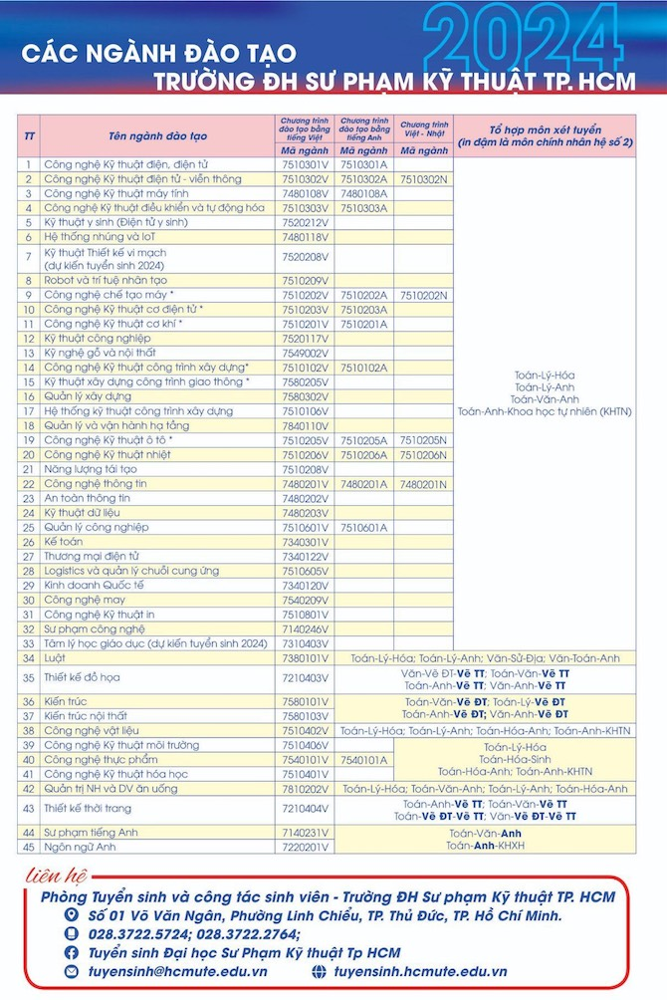 2024
CÁC NGÀNH ĐÀO TẠO
TRƯỜNG ĐH SƯ PHẠM KỸ THUẬT TP. HCM
TT Tên ngành đào tạo Chương trình đào tạo bằng tiếng Việt Chương trình đào tạo bằng tiếng Anh Chương trình Việt - Nhật Tổ hợp môn xét tuyển (in đậm là môn chính nhân hệ số 2)
Mã ngành Mã ngành Mã ngành
1 Công nghệ Kỹ thuật điện, điện tử 7510301V 7510301A
2 Công nghệ Kỹ thuật điện tử - viễn thông 7510302V 7510302A 7510302N
3 Công nghệ Kỹ thuật máy tính 7480108V 7480108A
4 Công nghệ Kỹ thuật điều khiển và tự động hóa 7510303V 7510303A
5 Kỹ thuật y sinh (Điện tử y sinh) 7520212V
6 Hệ thống nhúng và IoT 7480118V
7 Kỹ thuật Thiết kế vi mạch
(dự kiến tuyển sinh 2024) 7520208V
8 Robot và trí tuệ nhân tạo 7510209V
9 Công nghệ chế tạo máy * 7510202V 7510202A 7510202N
10 Công nghệ Kỹ thuật cơ điện tử * 7510203V 7510203A
11 Công nghệ Kỹ thuật cơ khí * 7510201V 7510201A
12 Kỹ thuật công nghiệp 7520117V
13 Kỹ nghệ gỗ và nội thất 7549002V
14 Công nghệ Kỹ thuật công trình xây dựng* 7510102V 7510102A
15 Kỹ thuật xây dựng công trình giao thông * 7580205V
16 Quản lý xây dựng 7580302V
17 Hệ thống kỹ thuật công trình xây dựng 7510106V
18 Quản lý và vận hành hạ tầng 7840110V
19 Công nghệ Kỹ thuật ô tô * 7510205V 7510205A 7510205N
20 Công nghệ Kỹ thuật nhiệt 7510206V 7510206A 7510206N
21 Năng lượng tái tạo 7510208V
22 Công nghệ thông tin 7480201V 7480201A 7480201N
23 An toàn thông tin 7480202V
24 Kỹ thuật dữ liệu 7480203V
25 Quản lý công nghiệp 7510601V 7510601A
26 Kế toán 7340301V
27 Thương mại điện tử 7340122V
28 Logistics và quản lý chuỗi cung ứng 7510605V
29 Kinh doanh Quốc tế 7340120V
30 Công nghệ may 7540209V
31 Công nghệ Kỹ thuật in 7510801V
32 Sư phạm công nghệ 7140246V
33 Tâm lý học giáo dục (dự kiến tuyển sinh 2024) 7310403V
Toán-Lý-Hóa
Toán-Lý-Anh
Toán-Văn-Anh
Toán-Anh-Khoa học tự nhiên (KHTN)
34 Luật 7380101V Toán-Lý-Hóa; Toán-Lý-Anh; Văn-Sử-Địa; Văn-Toán-Anh
35 Thiết kế đồ họa 7210403V Văn-Vẽ ĐT-Vẽ TT; Toán-Văn-Vẽ TT
Toán-Anh-Vẽ TT; Văn-Anh-Vẽ TT
36 Kiến trúc 7580101V Toán-Văn-Vẽ ĐT; Toán-Lý-Vẽ ĐT
37 Kiến trúc nội thất 7580103V Toán-Anh-Vẽ ĐT; Văn-Anh-Vẽ ĐT
38 Công nghệ vật liệu 7510402V Toán-Lý-Hóa; Toán-Lý-Anh; Toán-Hóa-Anh; Toán-Anh-KHTN
39 Công nghệ Kỹ thuật môi trường 7510406V Toán-Lý-Hóa
40 Công nghệ thực phẩm 7540101V 7540101A Toán-Hóa-Sinh
41 Công nghệ Kỹ thuật hóa học 7510401V Toán-Hóa-Anh; Toán-Anh-KHTN
42 Quản trị NH và DV ăn uống 7810202V Toán-Lý-Hóa; Toán-Văn-Anh; Toán-Lý-Anh; Toán-Hóa-Anh
43 Thiết kế thời trang 7210404V Toán-Anh-Vẽ TT; Toán-Văn-Vẽ TT
Toán-Vẽ ĐT-Vẽ TT; Văn-Vẽ ĐT-Vẽ TT
44 Sư phạm tiếng Anh 7140231V Toán-Văn-Anh
45 Ngôn ngữ Anh 7220201V Toán-Anh-KHXH
liên hệ
Phòng Tuyển sinh và công tác sinh viên - Trường ĐH Sư phạm Kỹ thuật TP. HCM
Số 01 Võ Văn Ngân, Phường Linh Chiểu, TP. Thủ Đức, TP. Hồ Chí Minh.
028.3722.5724; 028.3722.2764;
Tuyển sinh Đại học Sư Phạm Kỹ thuật Tp HCM
tuyensinh@hcmute.edu.vn tuyensinh.hcmute.edu.vn